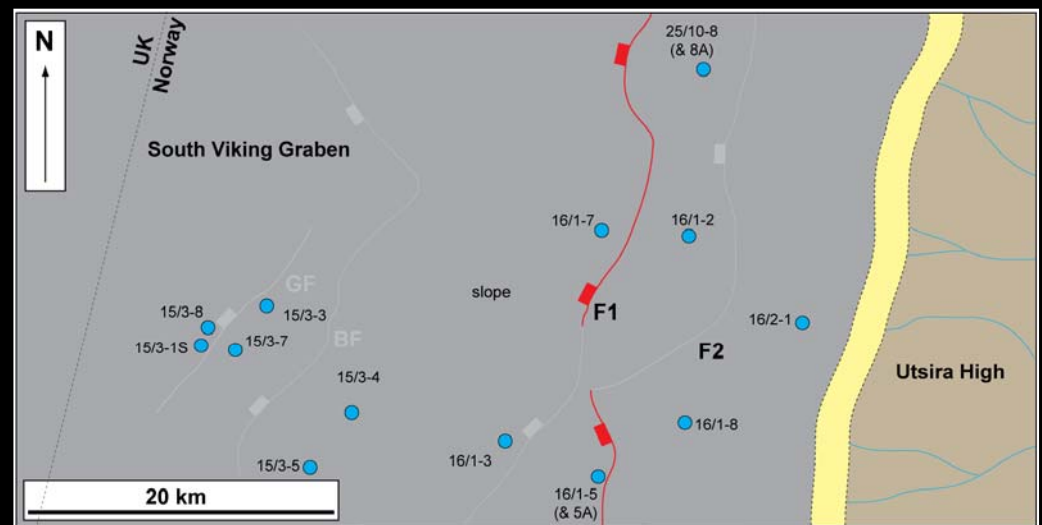 N
UK
Norway
25/10-8
(& 8A)
South Viking Graben
16/1-7
16/1-2
GF
slope
15/3-8
15/3-3
F1
16/2-1
15/3-1S
15/3-7
BF
F2
Utsira High
15/3-4
16/1-8
16/1-3
15/3-5
20 km
16/1-5
(& 5A)